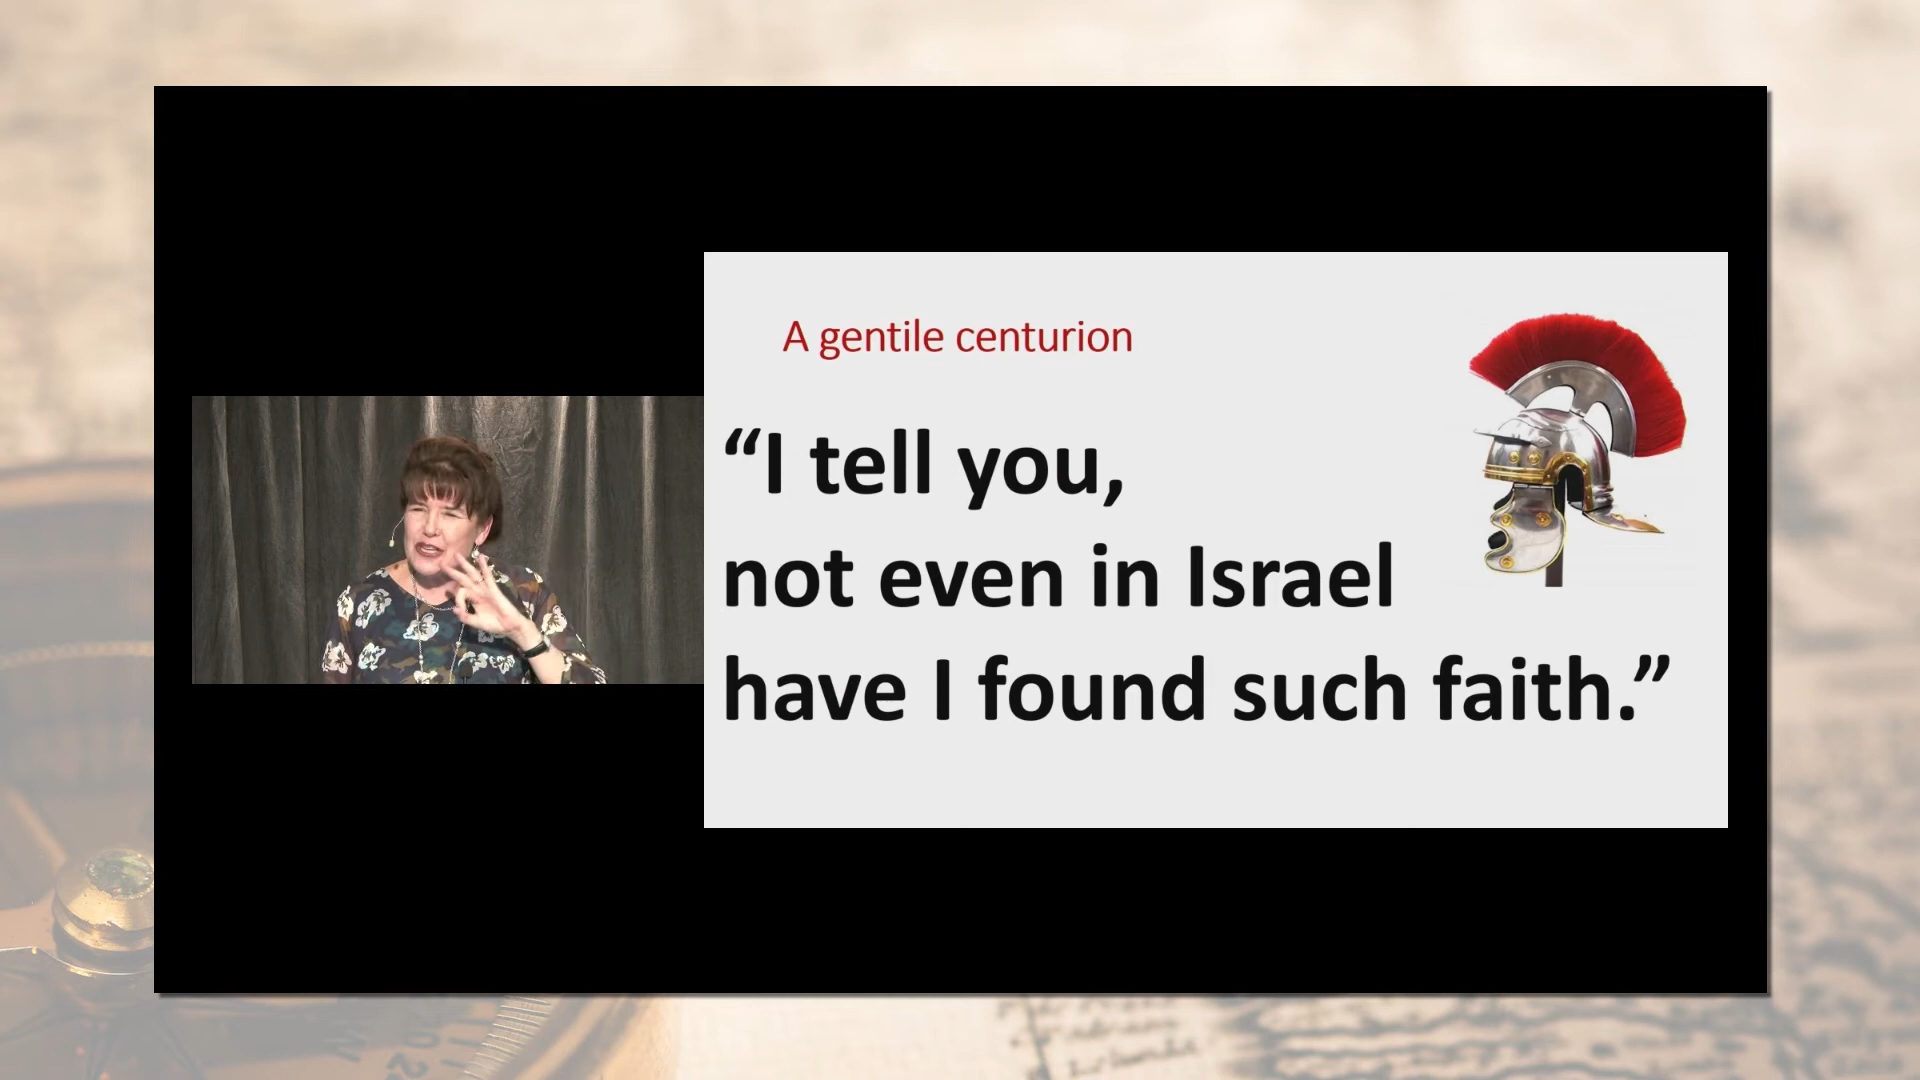 A gentile centurion
“I tell you,
not even in Israel
have I found such faith.”